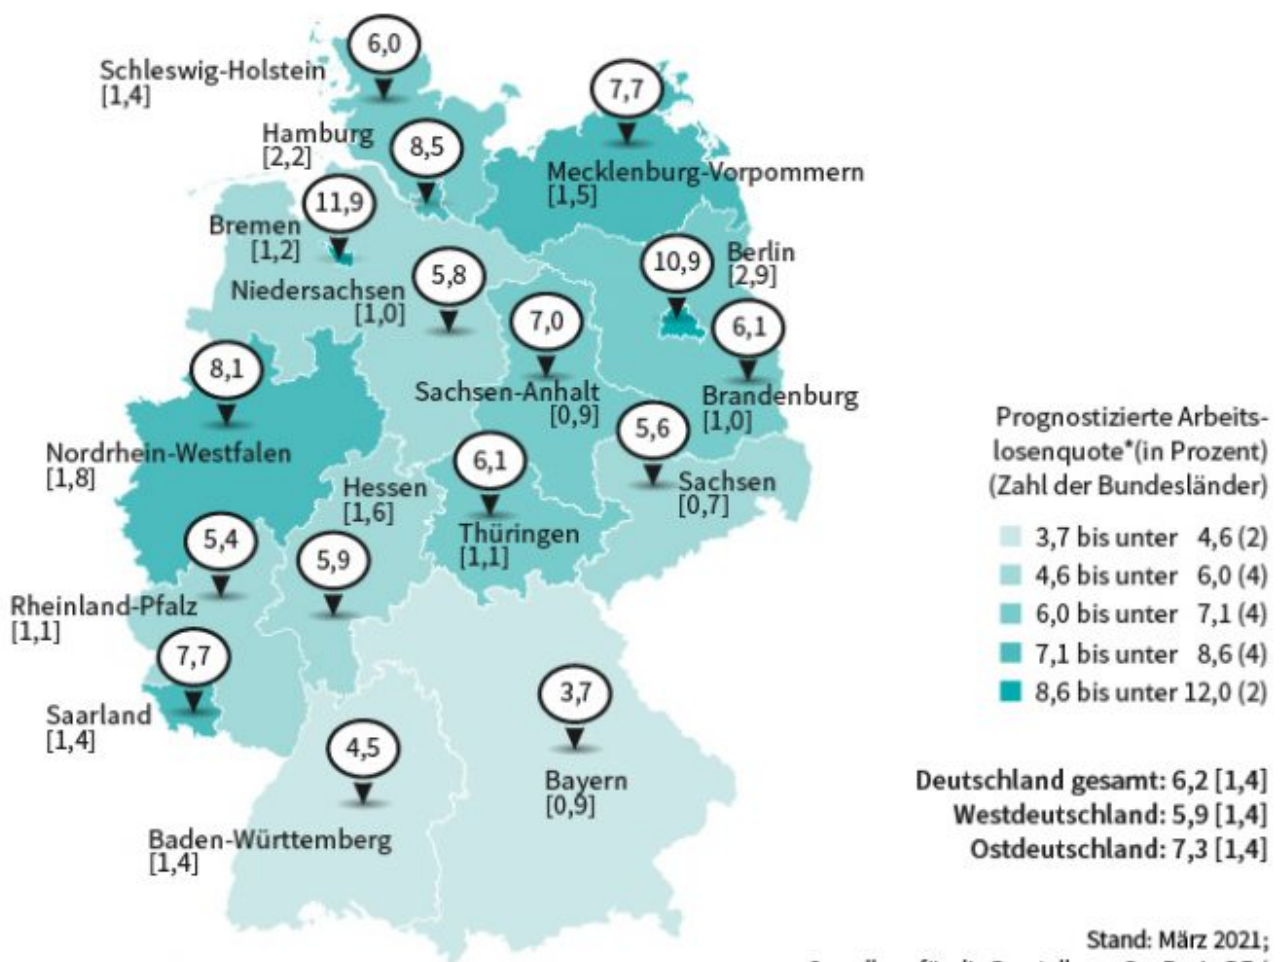 6,0
Schleswig-Holstein
[1,4]
7,7
Mecklenburg-Vorpommern
[1,5]
Hamburg
[2,2]
8,5
11,9
Bremen
[1,2]
Berlin
[2,9]
10,9
5,8
Niedersachsen
[1,0]
7,0
Sachsen-Anhalt
[0,9]
6,1
Brandenburg
[1,0]
8,1
Nordrhein-Westfalen
[1,8]
5,6
Sachsen
[0,7]
6,1
Thüringen
[1,1]
Hessen
[1,6]
5,9
5,4
Rheinland-Pfalz
[1,1]
7,7
Saarland
[1,4]
4,5
Baden-Württemberg
[1,4]
3,7
Bayern
[0,9]
Prognostizierte Arbeits-
losenquote*(in Prozent)
(Zahl der Bundesländer)
3,7 bis unter 4,6 (2)
4,6 bis unter 6,0 (4)
6,0 bis unter 7,1 (4)
7,1 bis unter 8,6 (4)
8,6 bis unter 12,0 (2)
Deutschland gesamt: 6,2 [1,4]
Westdeutschland: 5,9 [1,4]
Ostdeutschland: 7,3 [1,4]
Stand: März 2021;